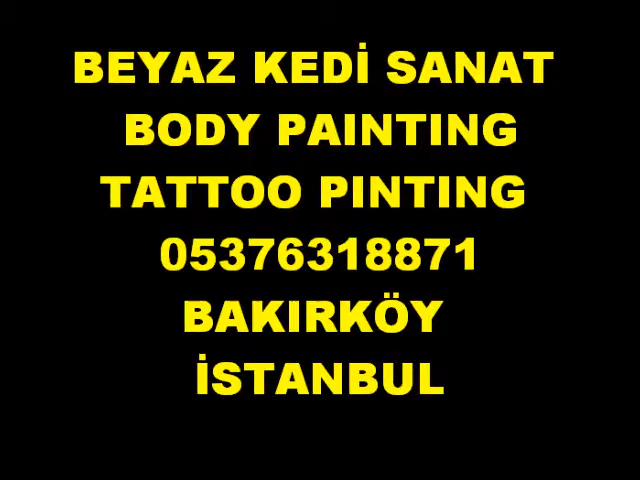 BEYAZ KEDİ SANAT
BODY PAINTING
TATTOO PINTING
05376318871
BAKIRKÖY
İSTANBUL